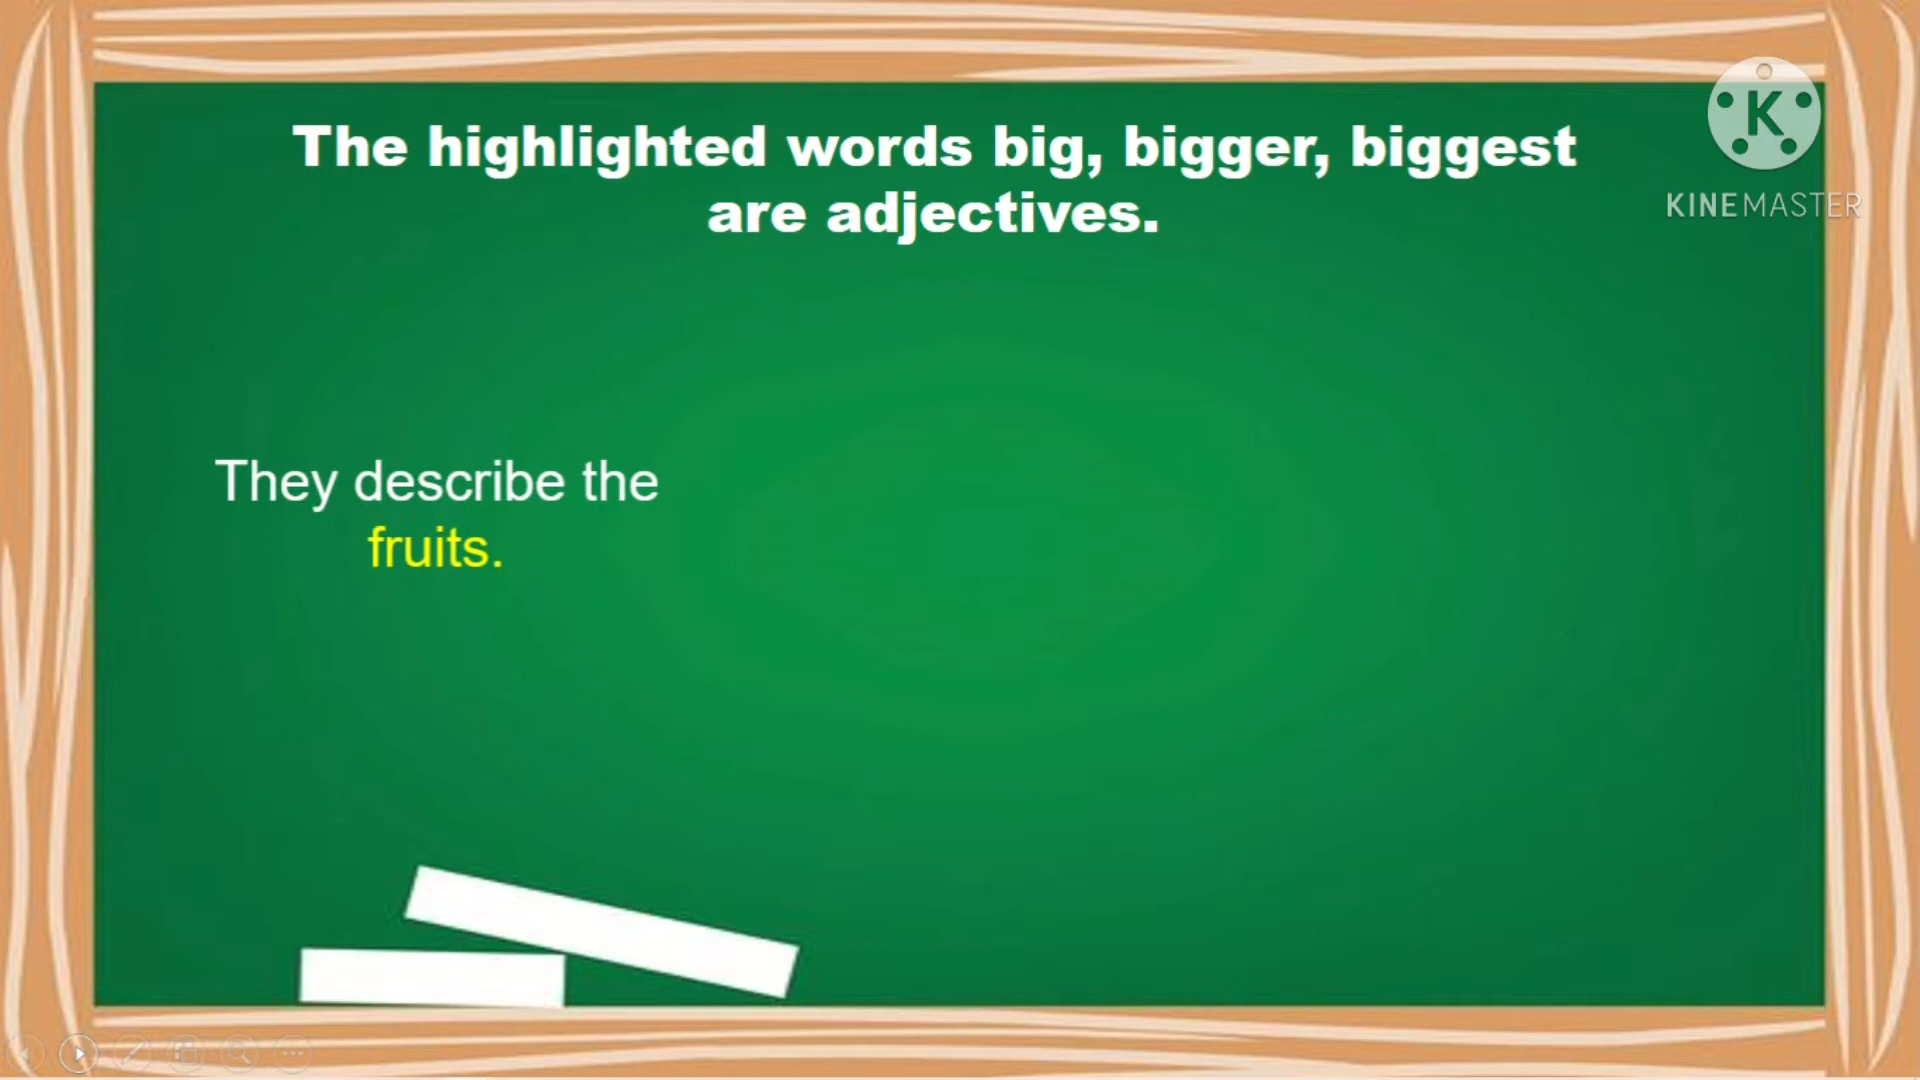 The highlighted words big, bigger, biggest
are adjectives.
K
KINEMASTER
They describe the
fruits.